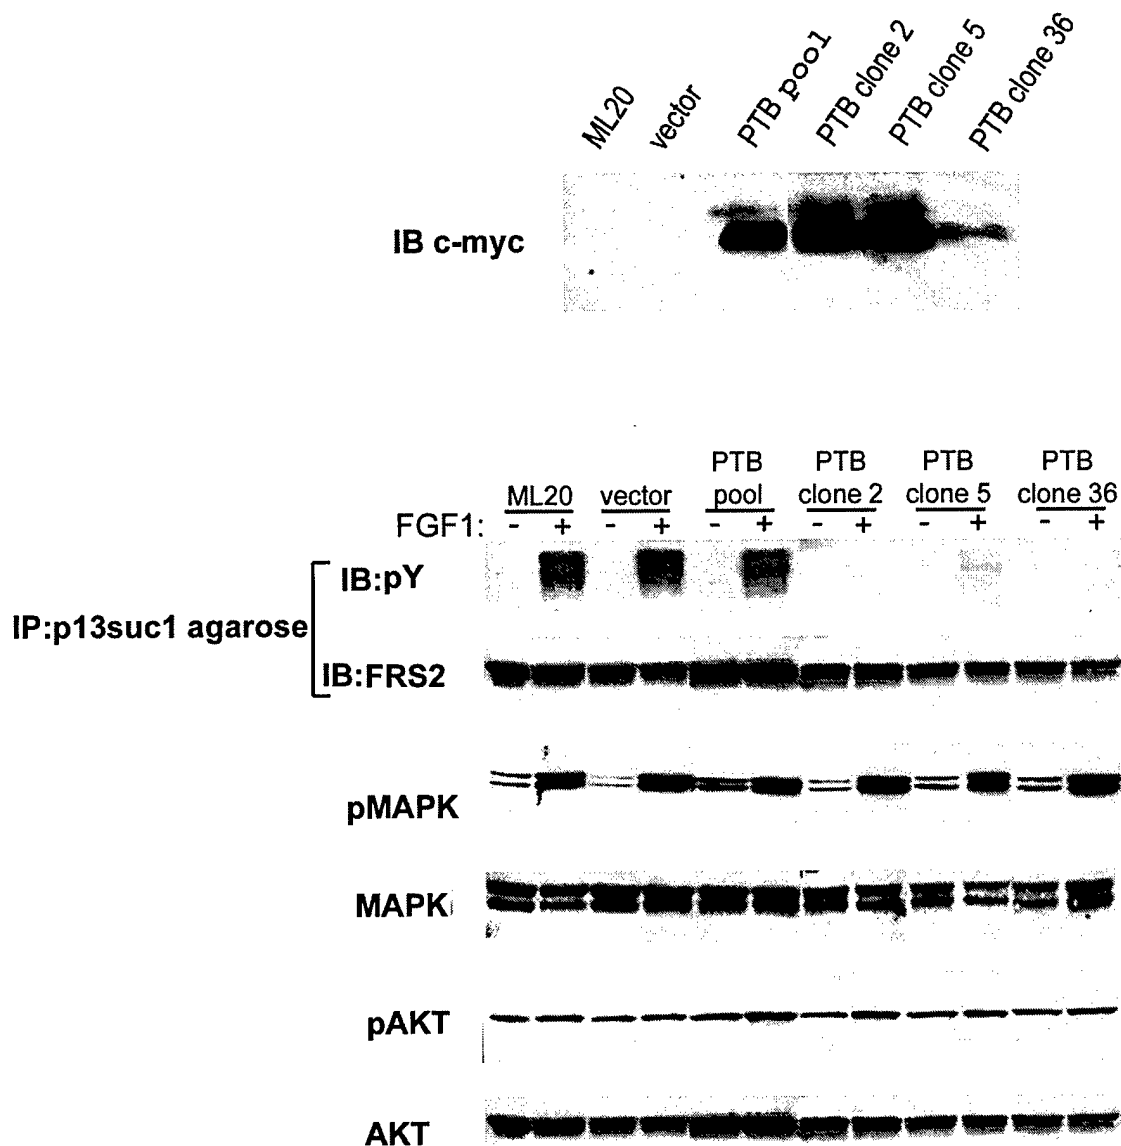 ML20 vector PTB pool PTB clone 2 PTB clone 5 PTB clone 36
IB c-myc
PTB PTB PTB PTB
ML20 vector pool clone 2 clone 5 clone 36
FGF1: - + - + - + - + - + - +
IB:pY
IP:p13suc1 agarose
IB:FRS2
pMAPK
MAPK
pAKT
AKT